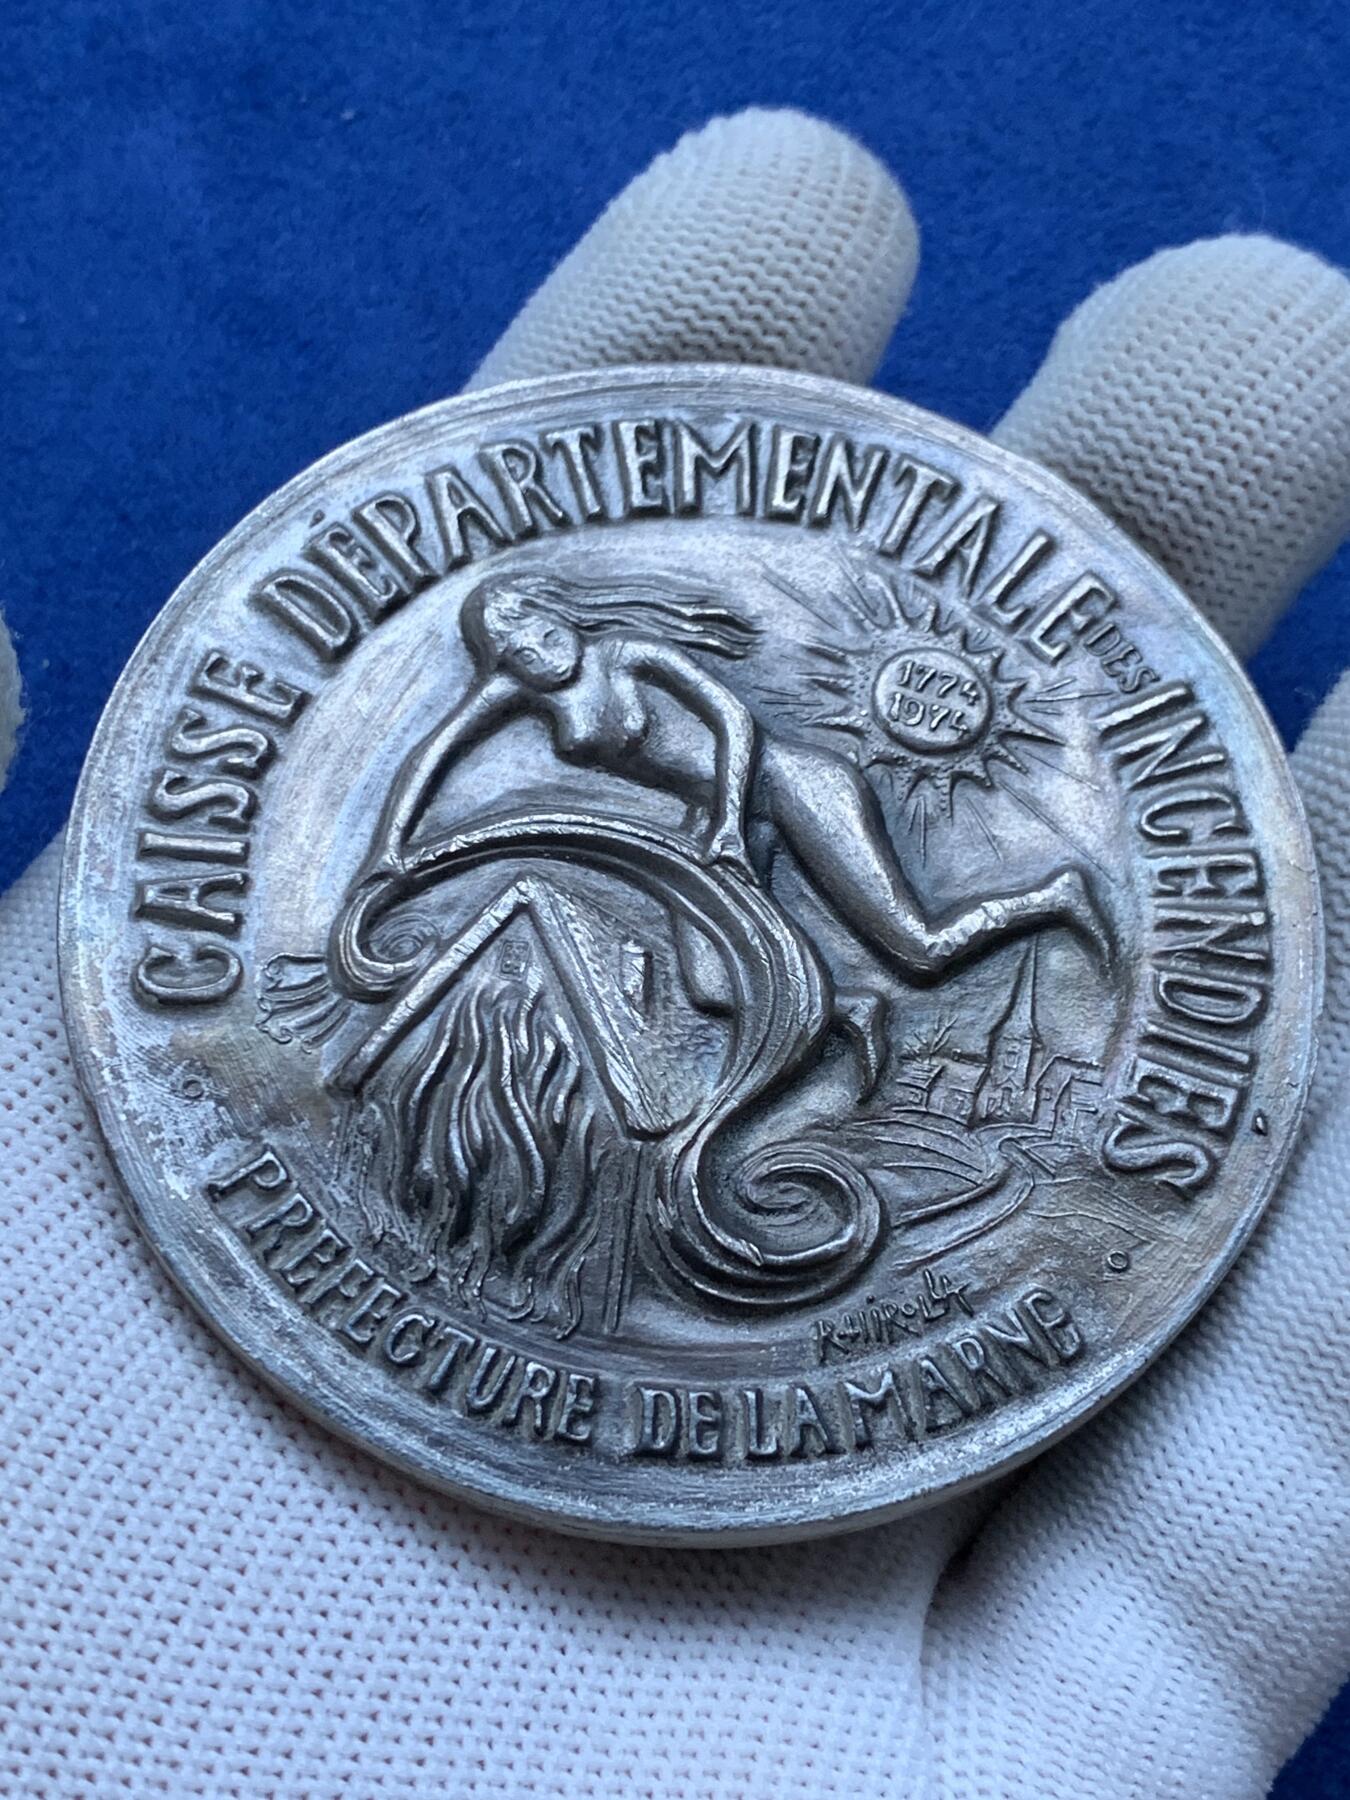 CAISSE DÉPARTEMENTALE DES INCENDIES
1774
1974
PREFECTURE DE LA MARNE